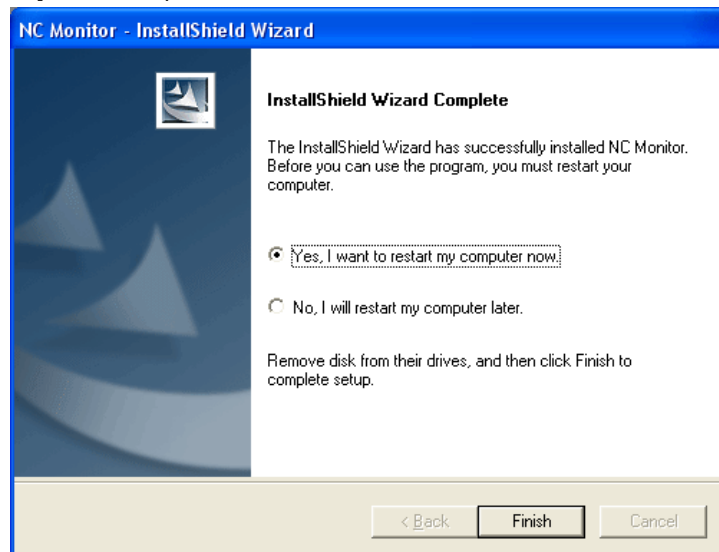 NC Monitor - InstallShield Wizard
InstallShield Wizard Complete
The InstallShield Wizard has successfully installed NC Monitor.
Before you can use the program, you must restart your
computer.
Yes, I want to restart my computer now.
No, I will restart my computer later.
Remove disk from their drives, and then click Finish to
complete setup.
< Back
Finish
Cancel